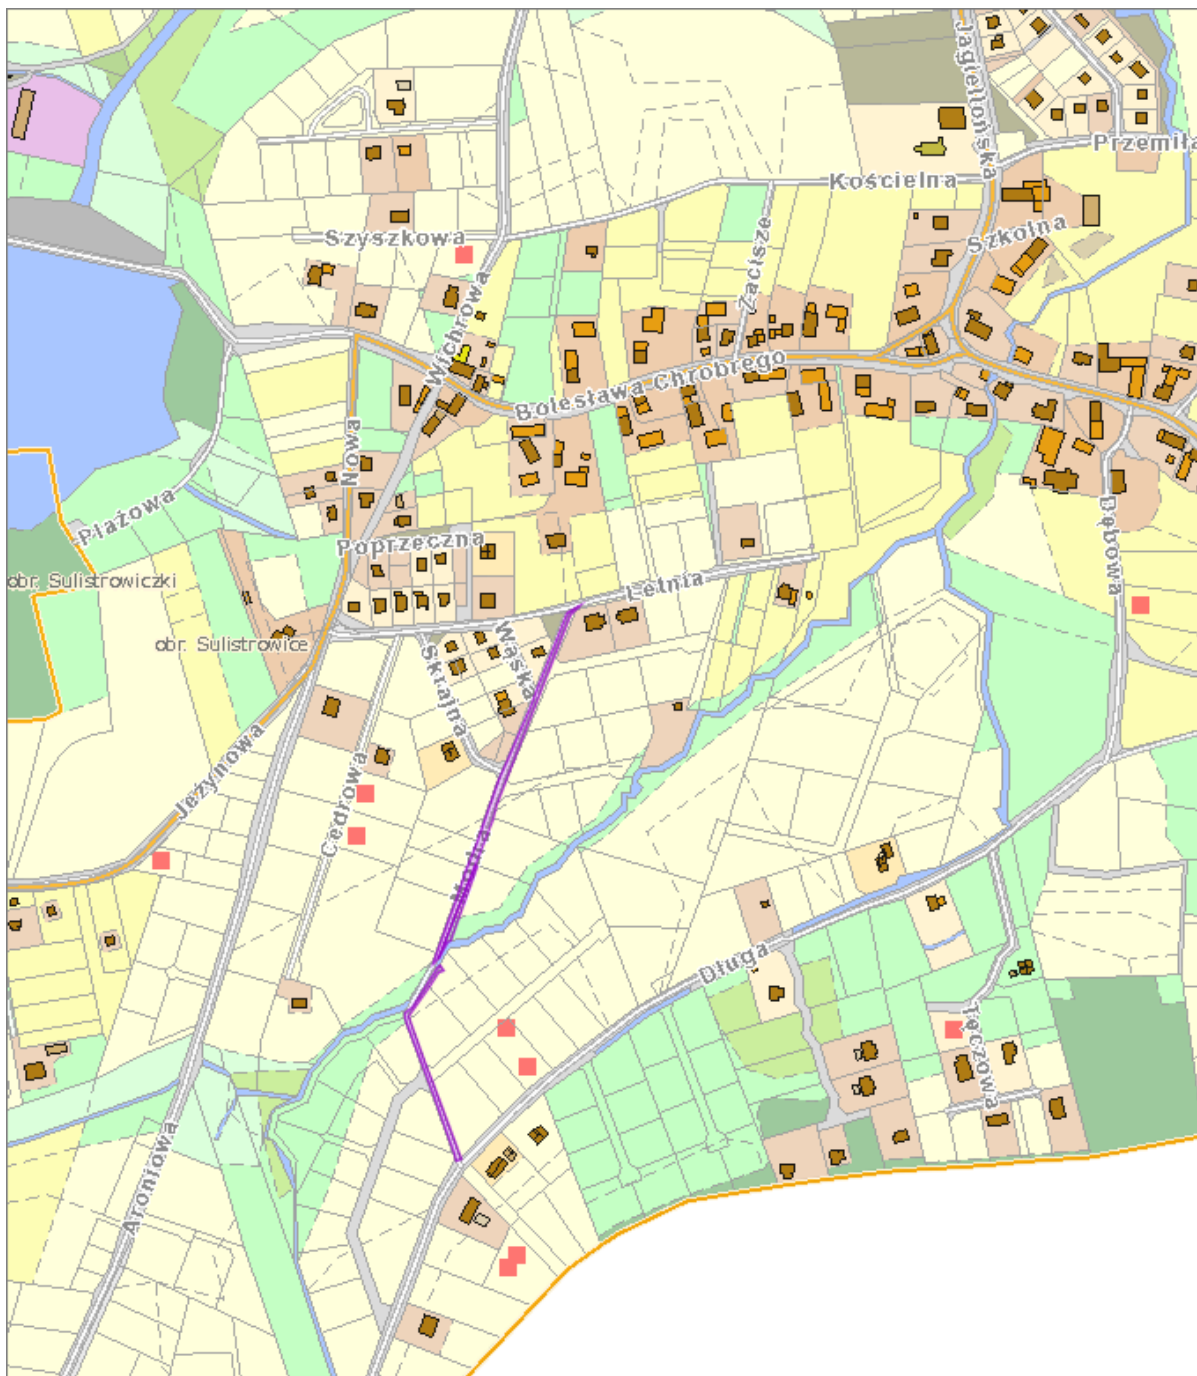 Jagiellońska
Przemiła
Kościelna
Szkolna
Szyszkowa
Zacisze
Wichrowa
Bolesława Chrobrego
Nowa
Plażowa
Poprzeczna
Dębowa
obr. Sulistrowiczki
Letnia
obr. Sulistrowice
Wąska
Skrajna
Jeżynowa
Cedrowa
Modra
Długa
Tęczowa
Aroniowa